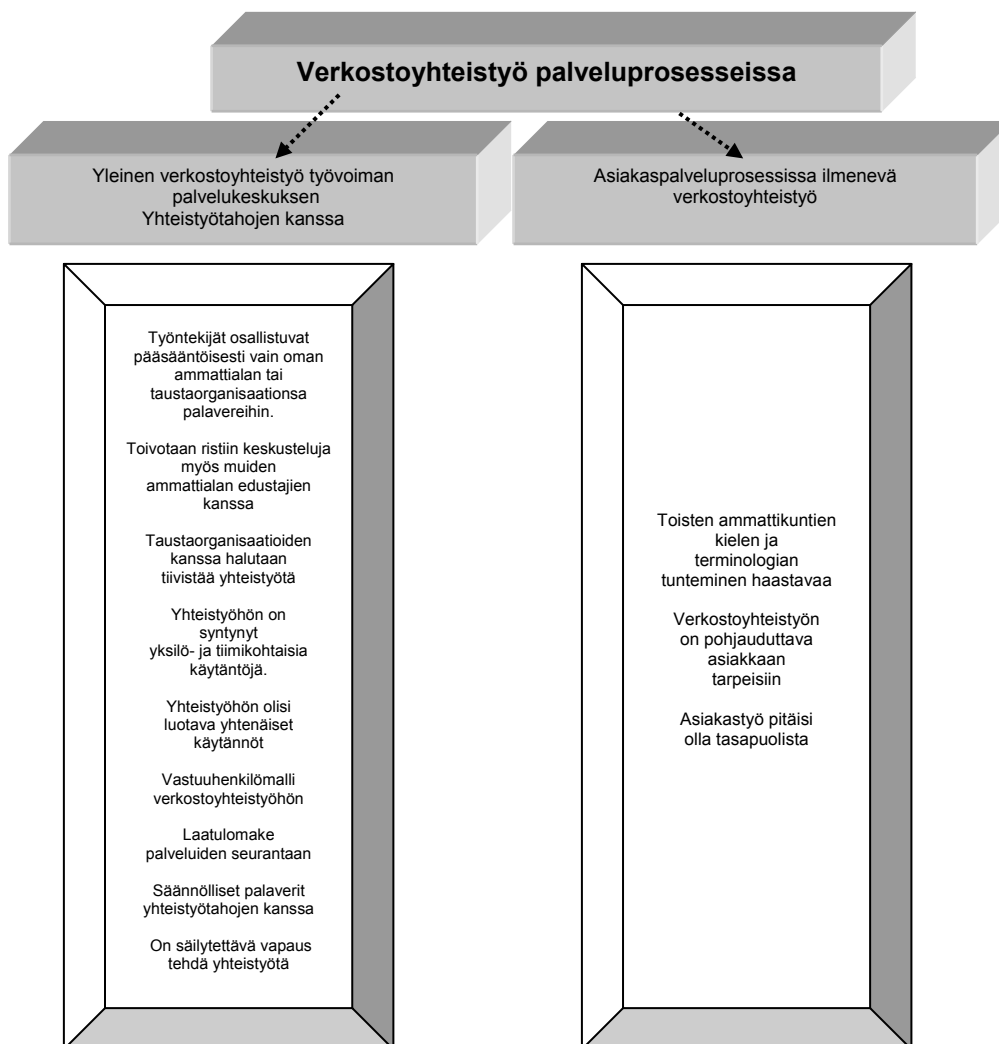 Verkostoyhteistyö palveluprosesseissa
Yleinen verkostoyhteistyö työvoiman
palvelukeskuksen
Yhteistyötahojen kanssa
Asiakaspalveluprosessissa ilmenevä
verkostoyhteistyö
Työntekijät osallistuvat
pääsääntöisesti vain oman
ammattialan tai
taustaorganisaationsa
palavereihin.
Toivotaan ristiin keskusteluja
myös muiden
ammattialan edustajien
kanssa
Taustaorganisaatioiden
kanssa halutaan
tiivistää yhteistyötä
Yhteistyöhön on
syntynyt
yksilö- ja tiimikohtaisia
käytäntöjä.
Yhteistyöhön olisi
luotava yhtenäiset
käytännöt
Vastuuhenkilömalli
verkostoyhteistyöhön
Laatulomake
palveluiden seurantaan
Säännölliset palaverit
yhteistyötahojen kanssa
On säilytettävä vapaus
tehdä yhteistyötä
Toisten ammattikuntien
kielen ja
terminologian
tunteminen haastavaa
Verkostoyhteistyön
on pohjauduttava
asiakkaan
tarpeisiin
Asiakastyö pitäisi
olla tasapuolista